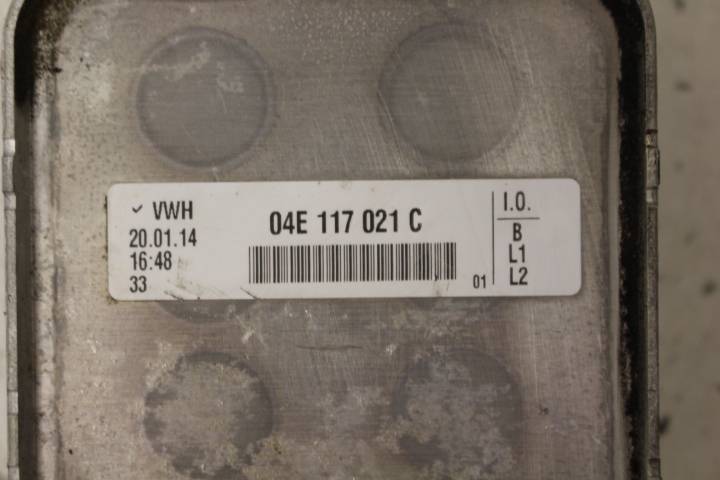 ✓ VWH
20.01.14
16:48
33
04E 117 021 C
01
I.O.
B
L1
L2